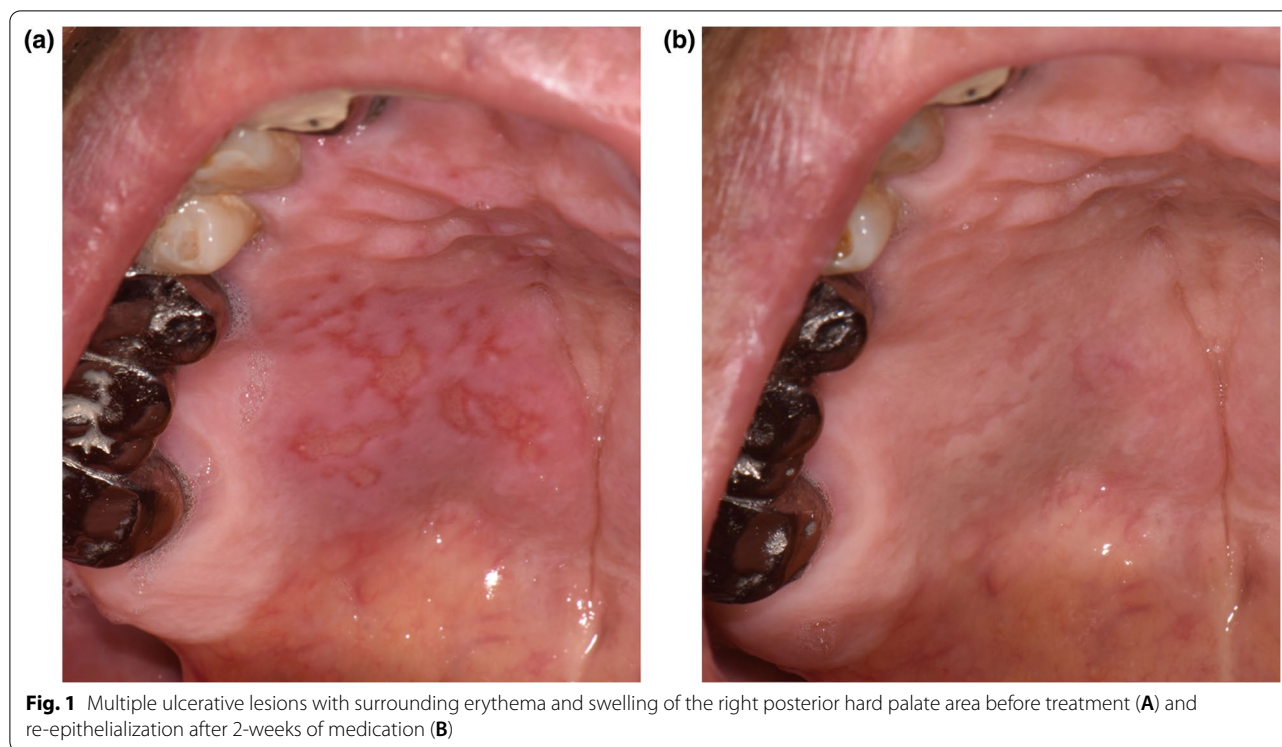 (a)
(b)
Fig. 1 Multiple ulcerative lesions with surrounding erythema and swelling of the right posterior hard palate area before treatment (A) and
re-epithelialization after 2-weeks of medication (B)